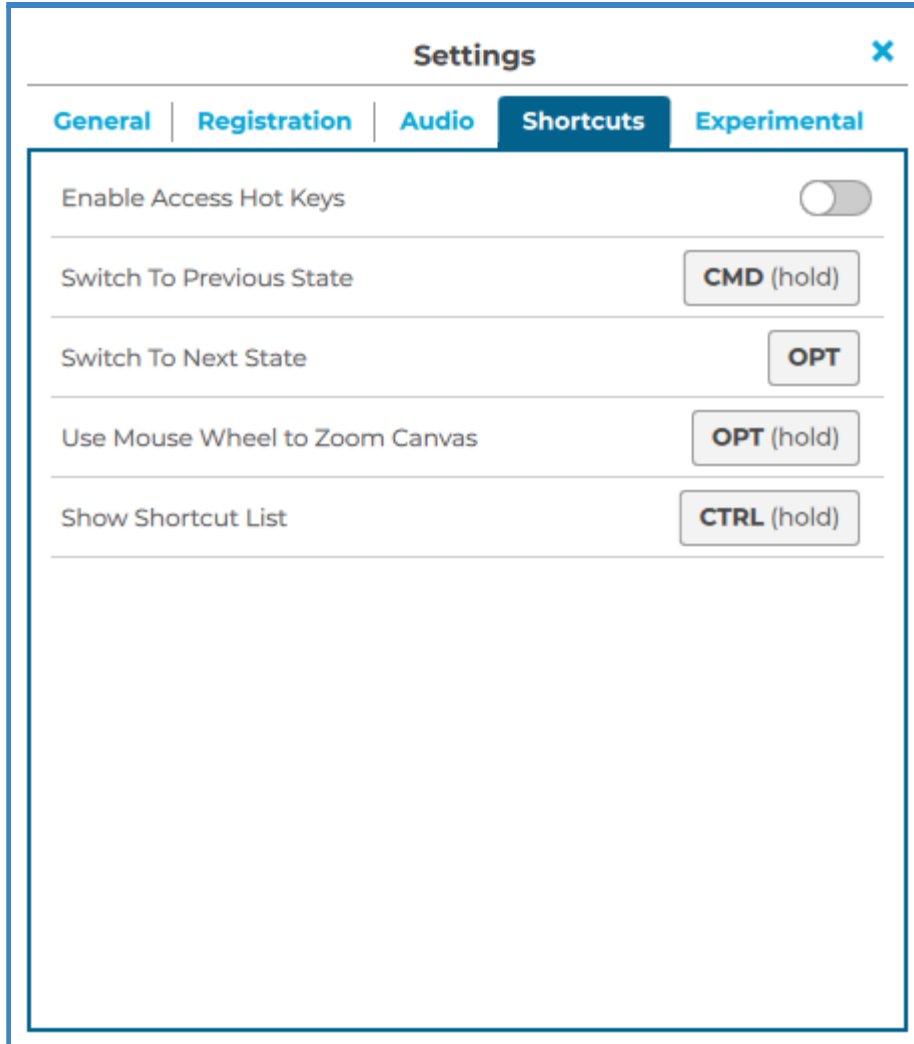 Settings
General Registration Audio Shortcuts Experimental
Enable Access Hot Keys
Switch To Previous State CMD (hold)
Switch To Next State OPT
Use Mouse Wheel to Zoom Canvas OPT (hold)
Show Shortcut List CTRL (hold)